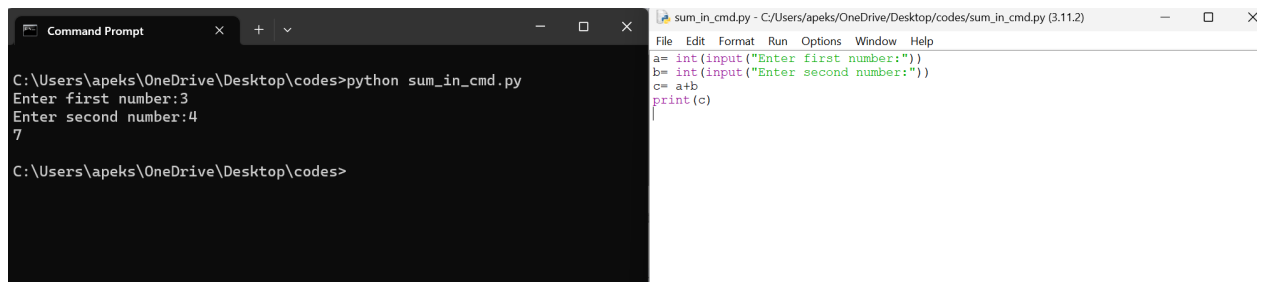 Command Prompt
C:\Users\apeks\OneDrive\Desktop\codes>python sum_in_cmd.py
Enter first number:3
Enter second number:4
7
C:\Users\apeks\OneDrive\Desktop\codes>
sum_in_cmd.py - C:/Users/apeks/OneDrive/Desktop/codes/sum_in_cmd.py (3.11.2)
File Edit Format Run Options Window Help
a= int(input("Enter first number:"))
b= int(input("Enter second number:"))
c= a+b
print(c)